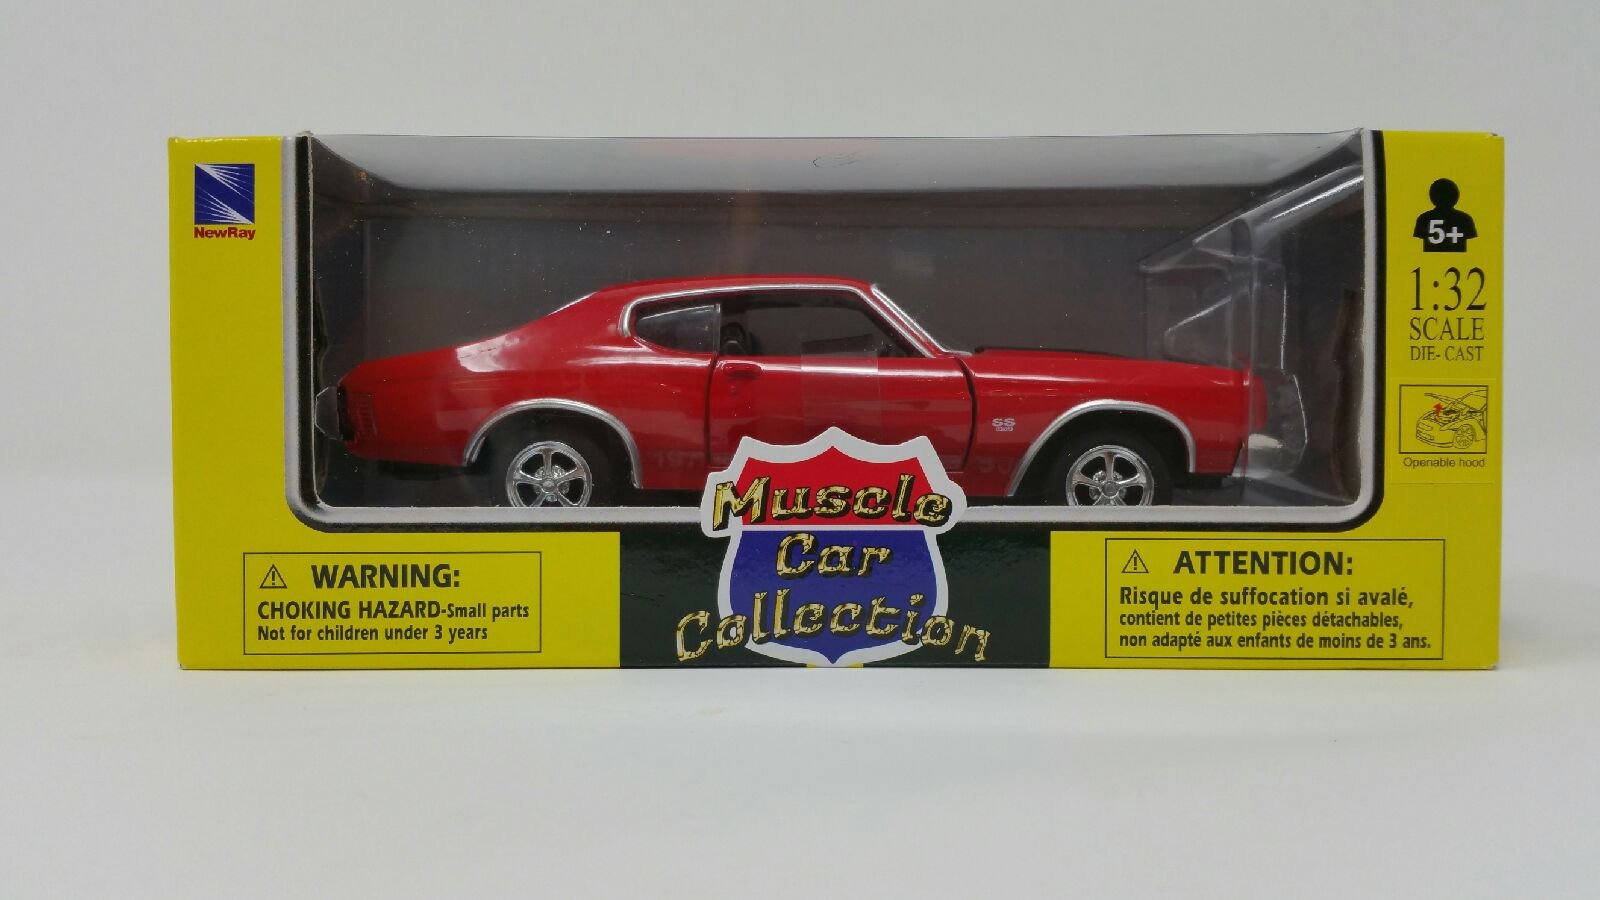 NewRay
5+
1:32
SCALE
DIE-CAST
Openable hood
SS
Muscle
Car
Collection
WARNING:
CHOKING HAZARD-Small parts
Not for children under 3 years
ATTENTION:
Risque de suffocation si avalé,
contient de petites pièces détachables,
non adapté aux enfants de moins de 3 ans.